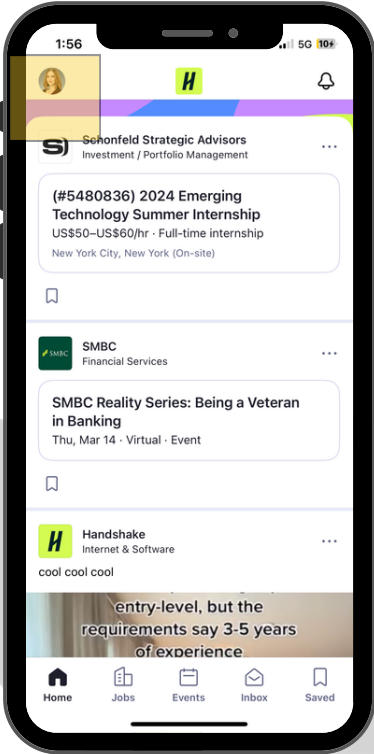 1:56
5G 10
H
Schonfeld Strategic Advisors
Investment / Portfolio Management
(#5480836) 2024 Emerging
Technology Summer Internship
US$50–US$60/hr · Full-time internship
New York City, New York (On-site)
SMBC
SMBC
Financial Services
SMBC Reality Series: Being a Veteran
in Banking
Thu, Mar 14 · Virtual · Event
H
Handshake
Internet & Software
cool cool cool
entry-level, but the
requirements say 3-5 years
of experience
Home Jobs Events Inbox Saved